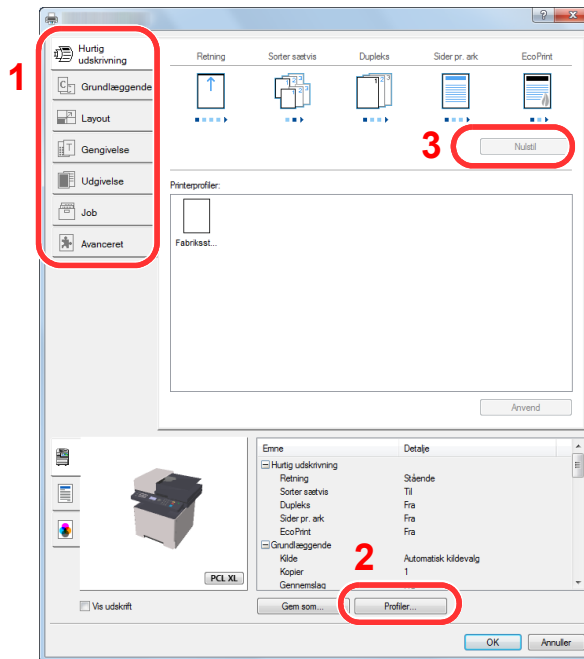 1
Hurtig
udskrivning
Grundlæggende
Layout
Gengivelse
Udgivelse
Job
Avanceret
Retning Sorter sætvis Dupleks Sider pr. ark EcoPrint
3
Nulstil
Printerprofiler:
Fabriksst...
Anvend
Emne Detalje
Hurtig udskrivning
Retning Stående
Sorter sætvis Til
Dupleks Fra
Sider pr. ark Fra
EcoPrint Fra
Grundlæggende
Kilde Automatisk kildevalg
Kopier 1
Gennemslag
2
PCL XL
Vis udskrift
Gem som...
Profiler...
OK Annuller